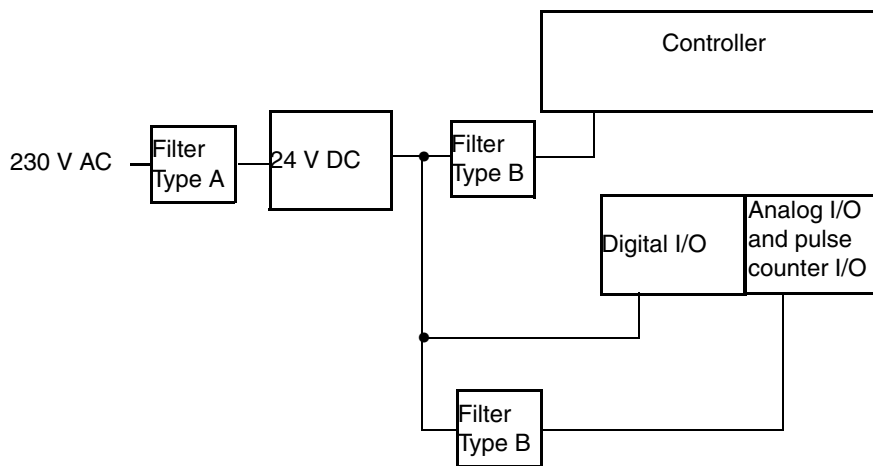 Controller
230 V AC
Filter
Type A
24 V DC
Filter
Type B
Digital I/O
Analog I/O
and pulse
counter I/O
Filter
Type B